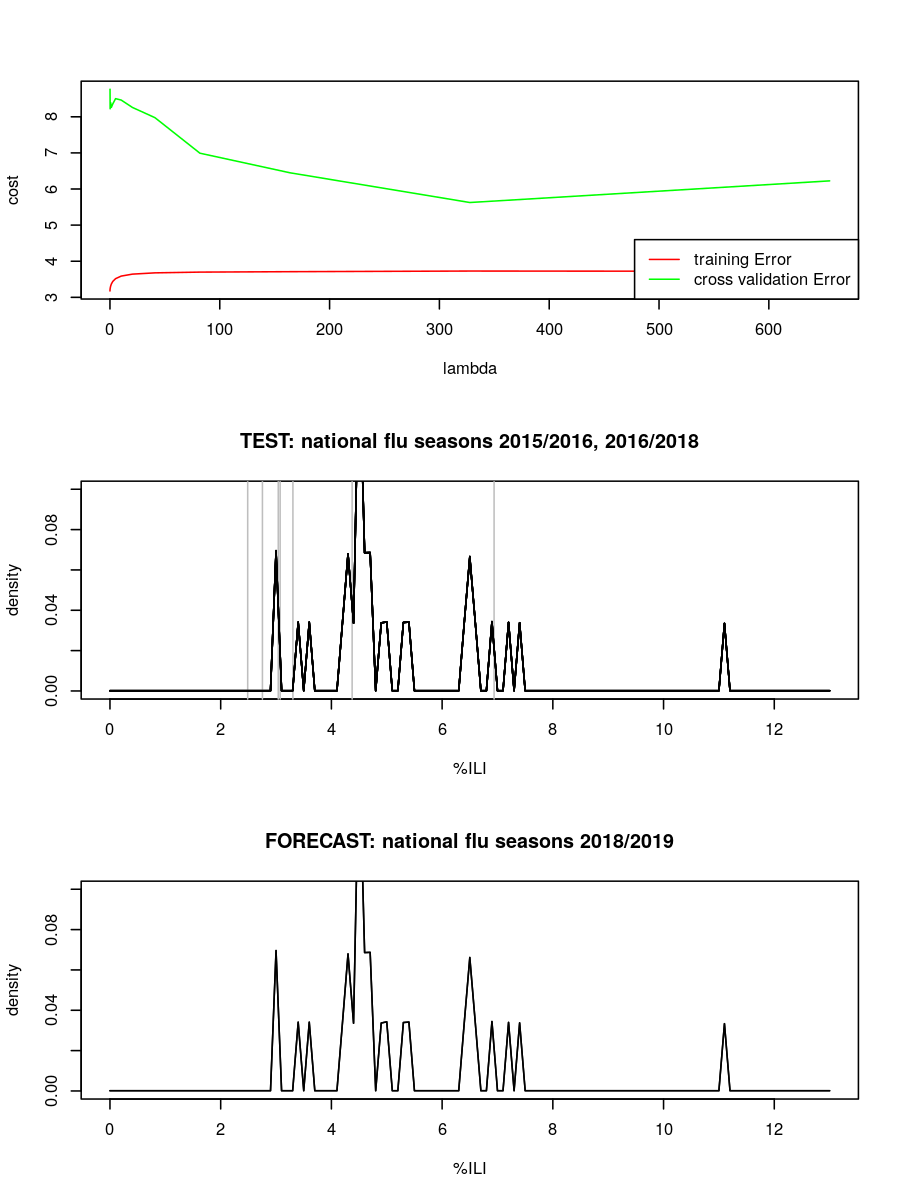 8
7
6
5
4
3
cost
training Error
cross validation Error
0 100 200 300 400 500 600
lambda
TEST: national flu seasons 2015/2016, 2016/2018
0.08
0.04
0.00
density
0 2 4 6 8 10 12
%ILI
FORECAST: national flu seasons 2018/2019
0.08
0.04
0.00
density
0 2 4 6 8 10 12
%ILI